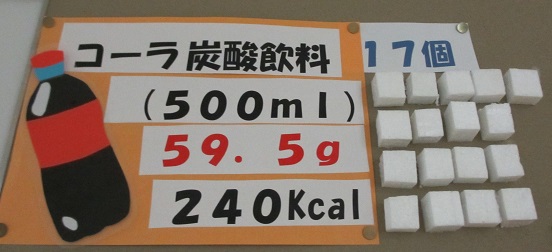 コーラ炭酸飲料
17個
(500ml)
59.5g
240Kcal